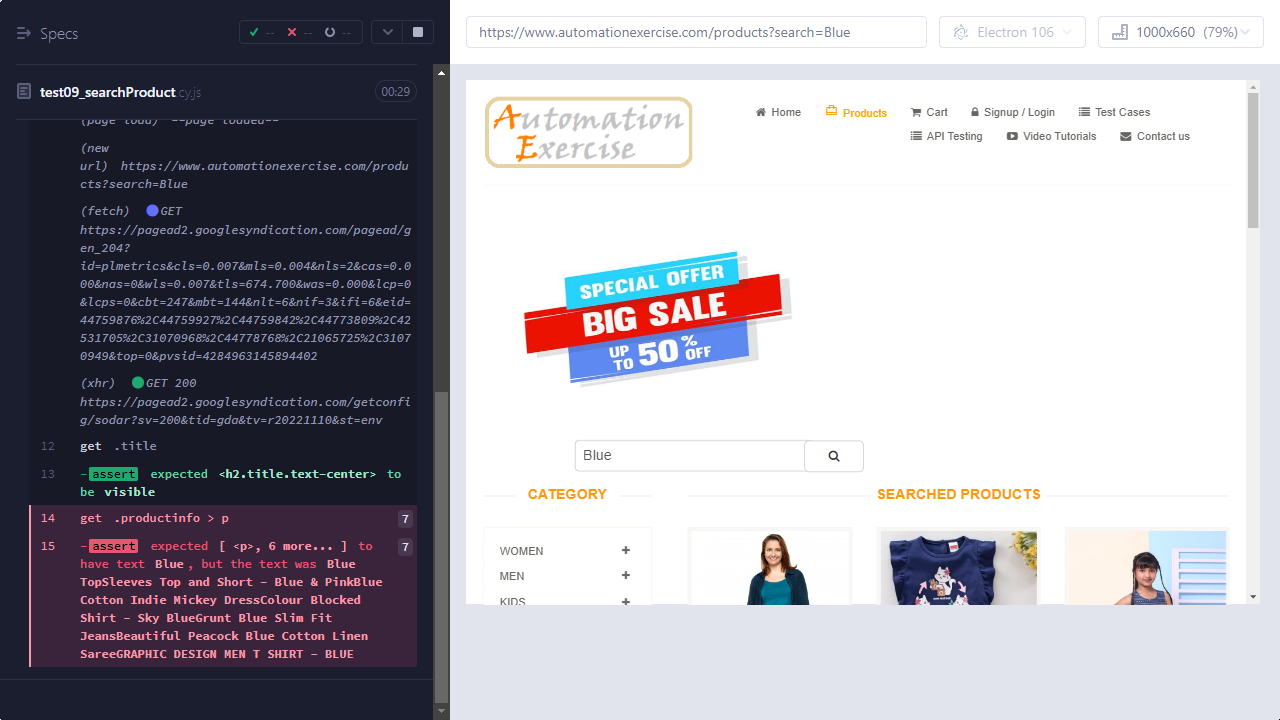 Specs
--
--
--
test09_searchProduct.cy.js
00:29
(page load) --page loaded--
(new
url) https://www.automationexercise.com/produ
cts?search=Blue
(fetch) GET
https://pagead2.googlesyndication.com/pagead/g
en_204?
id=plmetrics&cls=0.007&mls=0.004&nls=2&cas=0.0
00&nas=0&wls=0.007&tls=674.700&was=0.000&lcp=0
&lcps=0&cbt=247&mbt=144&nlt=6&nif=3&ifi=6&eid=
44759876%2C44759927%2C44759842%2C44773809%2C42
531705%2C31070968%2C44778768%2C21065725%2C3107
0949&top=0&pvsid=4284963145894402
(xhr) GET 200
https://pagead2.googlesyndication.com/getconfi
g/sodar?sv=200&tid=gda&tv=r20221110&st=env
12 get .title
13 -assert expected <h2.title.text-center> to
be visible
14 get .productinfo > p 7
15 -assert expected [ <p>, 6 more... ] to 7
have text Blue, but the text was Blue
TopSleeves Top and Short - Blue & PinkBlue
Cotton Indie Mickey DressColour Blocked
Shirt – Sky BlueGrunt Blue Slim Fit
JeansBeautiful Peacock Blue Cotton Linen
SareeGRAPHIC DESIGN MEN T SHIRT - BLUE
https://www.automationexercise.com/products?search=Blue
Electron 106
1000x660 (79%)
Automation
Exercise
Home
Products
Cart
Signup / Login
Test Cases
API Testing
Video Tutorials
Contact us
SPECIAL OFFER
BIG SALE
UP TO 50% OFF
Blue
CATEGORY
SEARCHED PRODUCTS
WOMEN +
MEN +
KIDS +